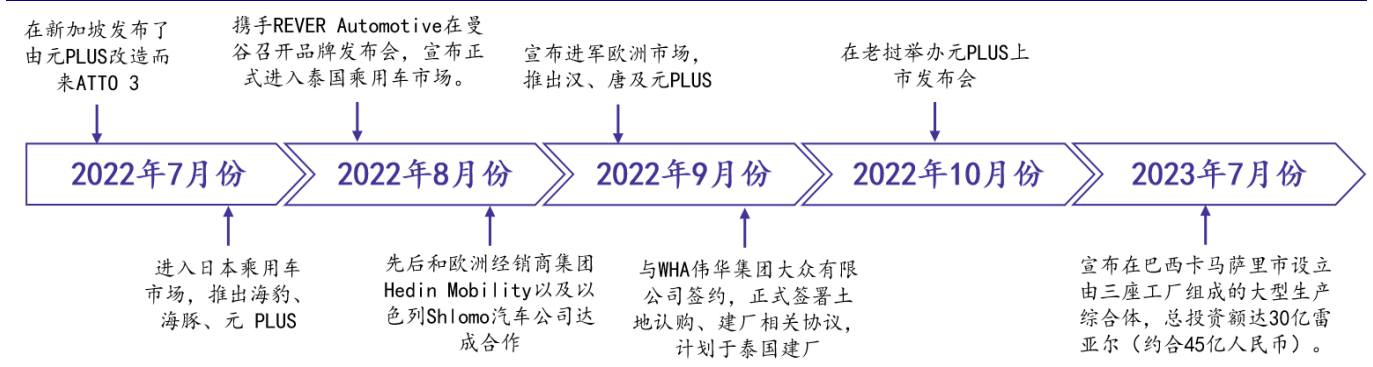 在新加坡发布了
由元PLUS改造而
来ATTO 3
携手REVER Automotive在曼
谷召开品牌发布会，宣布正
式进入泰国乘用车市场。
宣布进军欧洲市场，
推出汉、唐及元PLUS
在老挝举办元PLUS上
市发布会
2022年7月份
2022年8月份
2022年9月份
2022年10月份
2023年7月份
进入日本乘用车
市场，推出海豹、
海豚、元 PLUS
先后和欧洲经销商集团
Hedin Mobility以及以
色列Shlomo汽车公司达
成合作
与WHA伟华集团大众有限
公司签约，正式签署土
地认购、建厂相关协议，
计划于泰国建厂
宣布在巴西卡马萨里市设立
由三座工厂组成的大型生产
综合体，总投资额达30亿雷
亚尔（约合45亿人民币）。